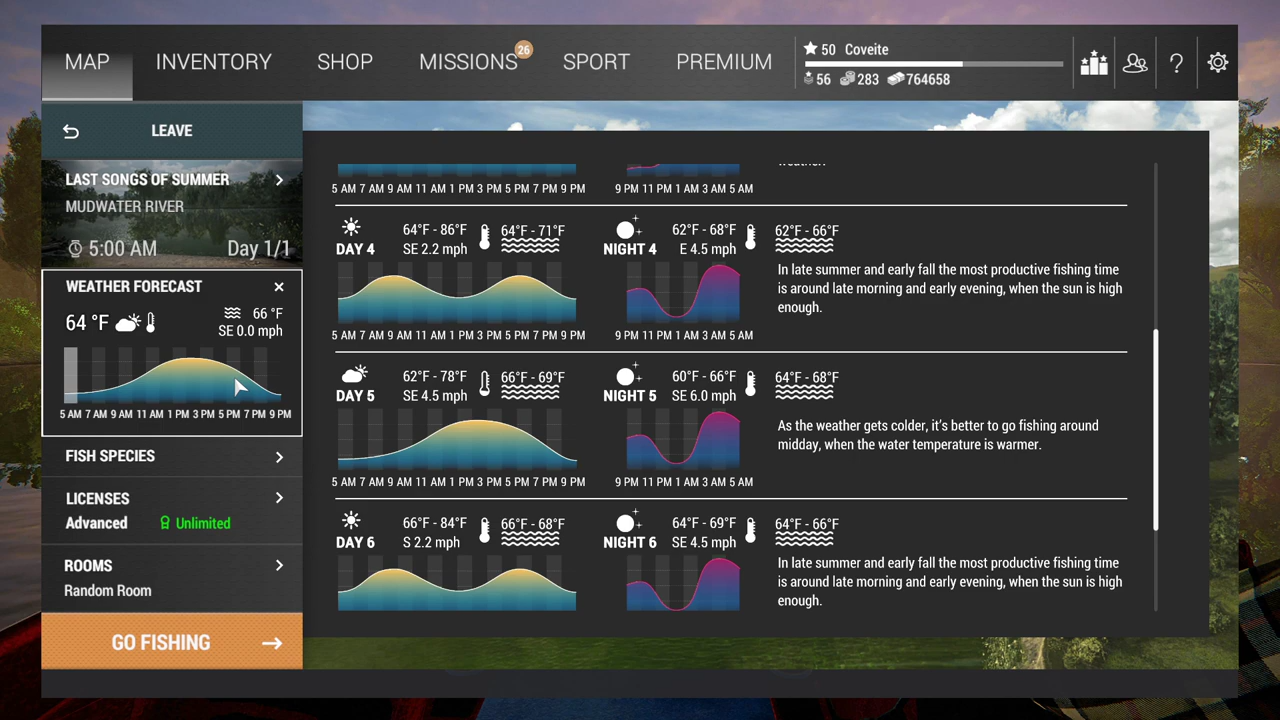 MAP INVENTORY SHOP MISSIONS 26 SPORT PREMIUM
50 Coveite
56 283 764658
?
LEAVE
LAST SONGS OF SUMMER
MUDWATER RIVER
5:00 AM Day 1/1
WEATHER FORECAST
64 °F 66 °F
SE 0.0 mph
5 AM 7 AM 9 AM 11 AM 1 PM 3 PM 5 PM 7 PM 9 PM
FISH SPECIES
LICENSES
Advanced Unlimited
ROOMS
Random Room
GO FISHING
weather.
5 AM 7 AM 9 AM 11 AM 1 PM 3 PM 5 PM 7 PM 9 PM 9 PM 11 PM 1 AM 3 AM 5 AM
DAY 4 64°F - 86°F SE 2.2 mph 64°F - 71°F
NIGHT 4 62°F - 68°F E 4.5 mph 62°F - 66°F
In late summer and early fall the most productive fishing time
is around late morning and early evening, when the sun is high
enough.
5 AM 7 AM 9 AM 11 AM 1 PM 3 PM 5 PM 7 PM 9 PM 9 PM 11 PM 1 AM 3 AM 5 AM
DAY 5 62°F - 78°F SE 4.5 mph 66°F - 69°F
NIGHT 5 60°F - 66°F SE 6.0 mph 64°F - 68°F
As the weather gets colder, it's better to go fishing around
midday, when the water temperature is warmer.
5 AM 7 AM 9 AM 11 AM 1 PM 3 PM 5 PM 7 PM 9 PM 9 PM 11 PM 1 AM 3 AM 5 AM
DAY 6 66°F - 84°F S 2.2 mph 66°F - 68°F
NIGHT 6 64°F - 69°F SE 4.5 mph 64°F - 66°F
In late summer and early fall the most productive fishing time
is around late morning and early evening, when the sun is high
enough.